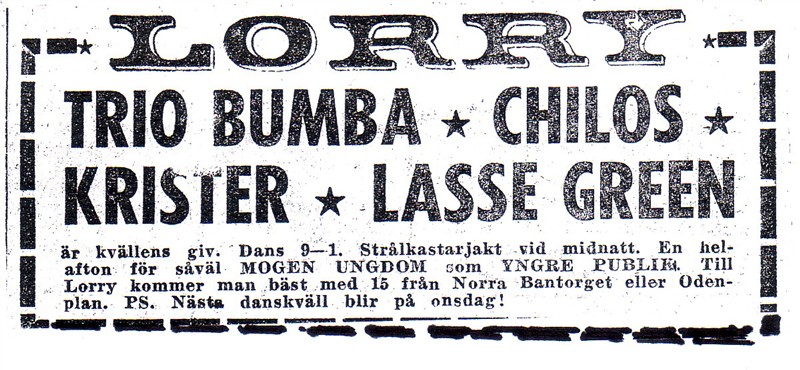 LORRY
TRIO BUMBA ★ CHILOS ★
KRISTER ★ LASSE GREEN
är kvällens giv. Dans 9—1. Strålkastarjakt vid midnatt. En hel-
afton för såväl MOGEN UNGDOM som YNGRE PUBLIK. Till
Lorry kommer man bäst med 15 från Norra Bantorget eller Oden-
plan. PS. Nästa danskväll blir på onsdag!